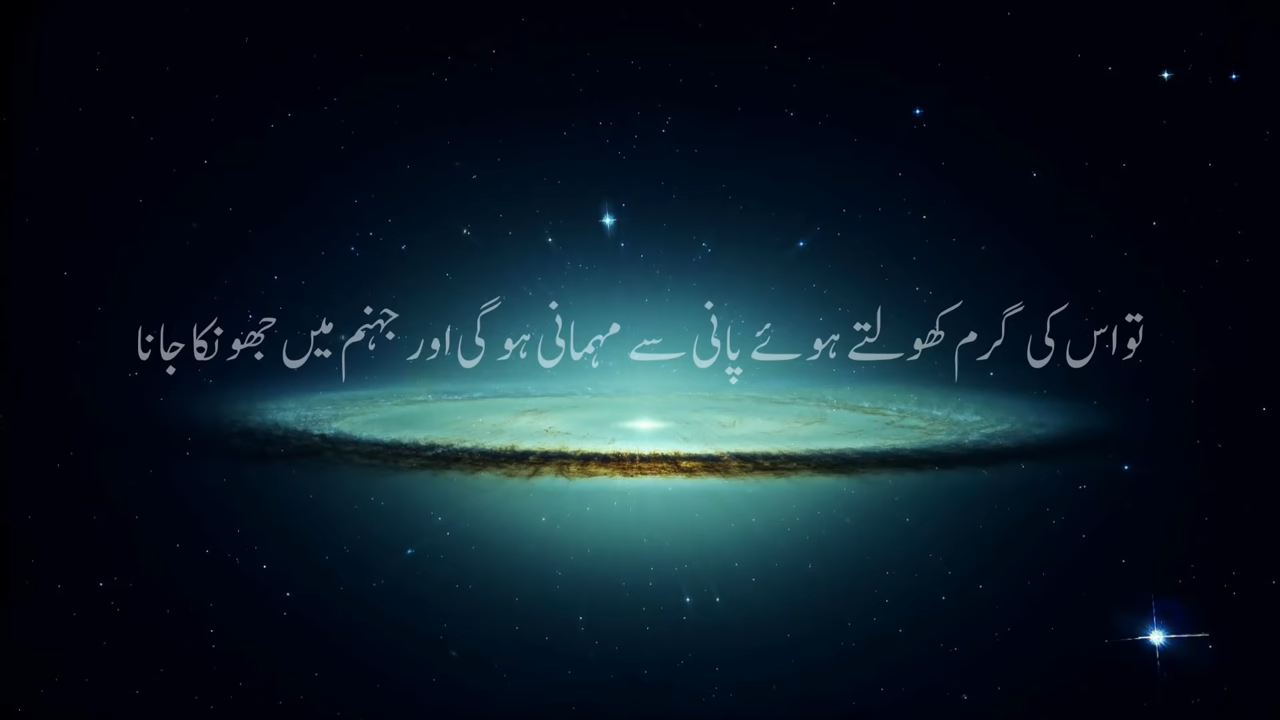 تو اس کی گرم کھولتے ہوئے پانی سے مہمانی ہو گی اور جہنم میں جھونکا جانا